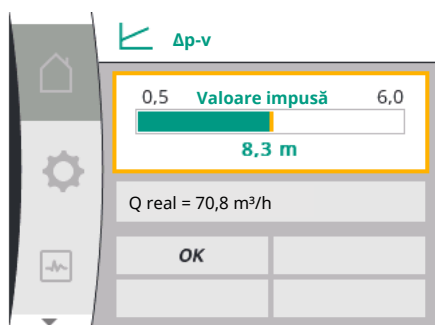 Δp-v
0,5 Valoare impusă 6,0
8,3 m
Q real = 70,8 m³/h
OK